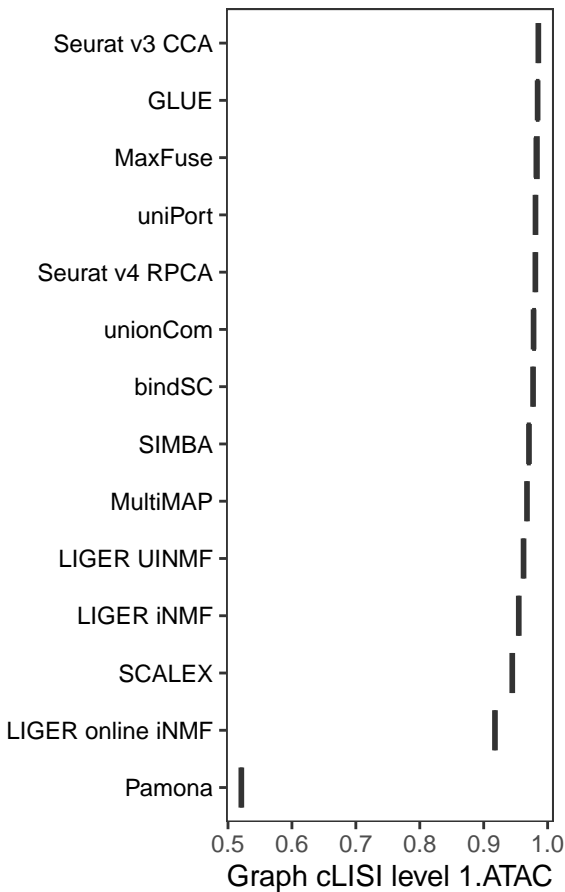 Seurat v3 CCA
GLUE
MaxFuse
uniPort
Seurat v4 RPCA
unionCom
bindSC
SIMBA
MultiMAP
LIGER UINMF
LIGER iNMF
SCALEX
LIGER online iNMF
Pamona
0.5 0.6 0.7 0.8 0.9 1.0
Graph cLISI level 1.ATAC